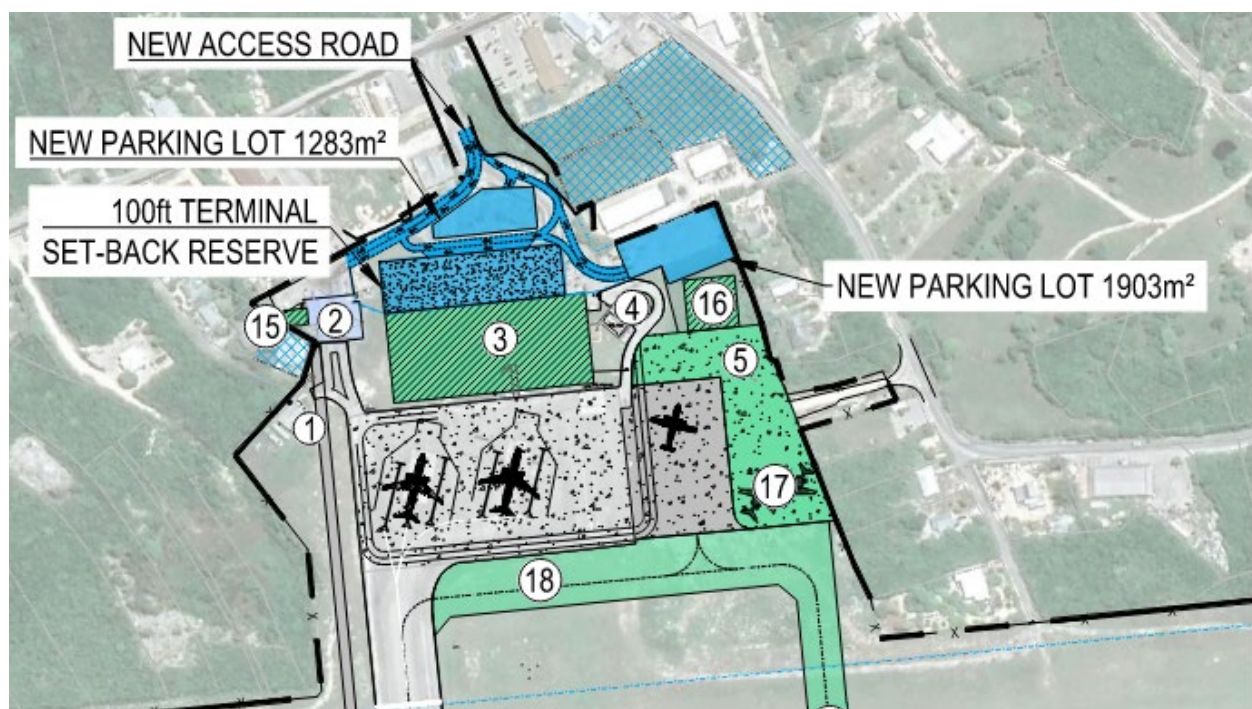 NEW ACCESS ROAD
NEW PARKING LOT 1283m²
100ft TERMINAL
SET-BACK RESERVE
NEW PARKING LOT 1903m²
15
2
4
16
3
5
1
17
18